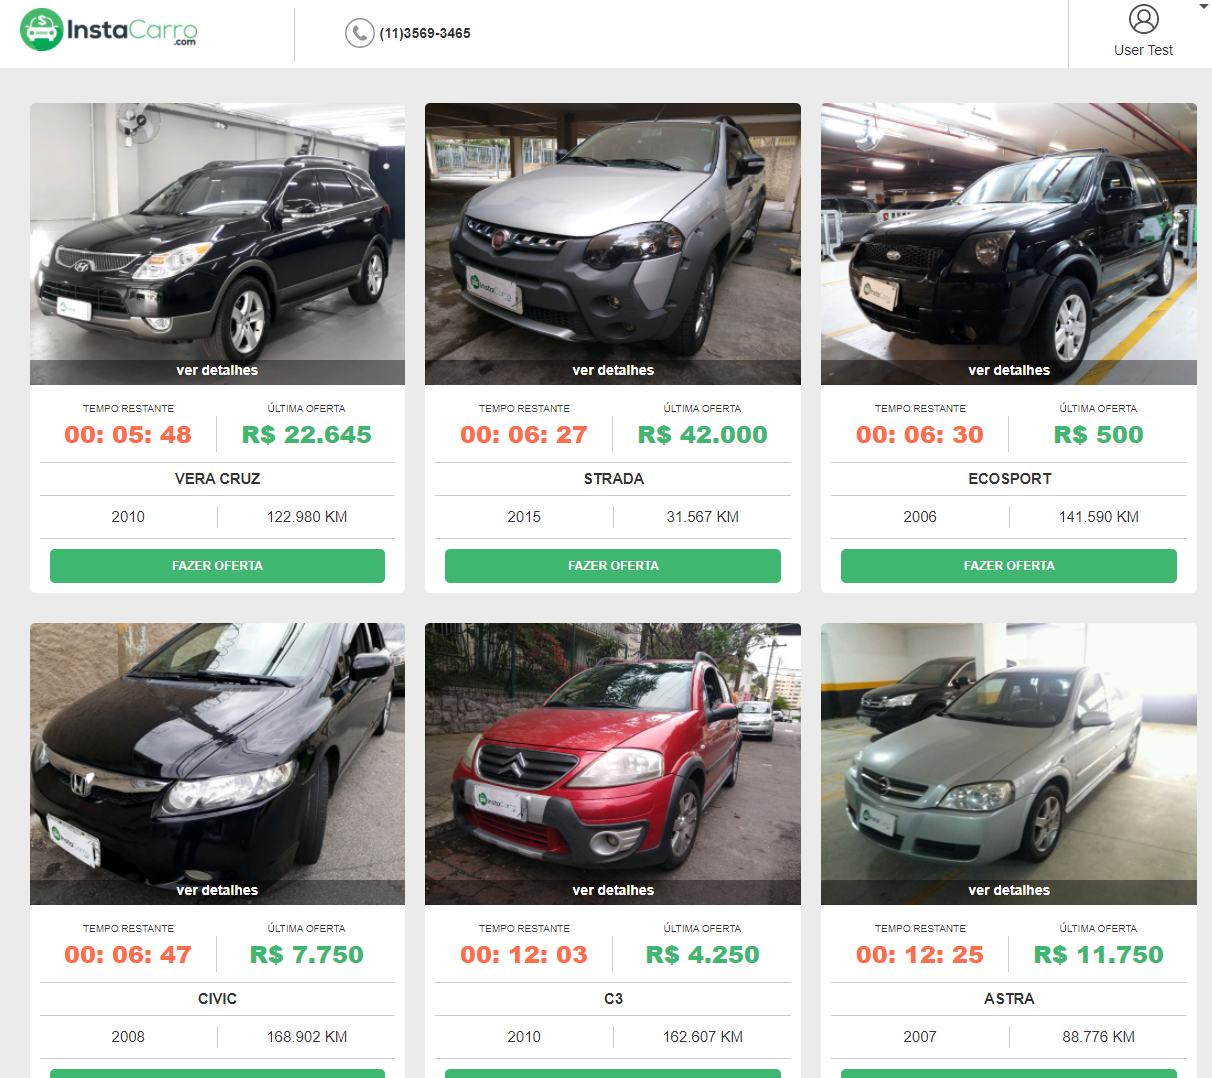 InstaCarro
.com
(11)3569-3465
User Test
ver detalhes
ver detalhes
ver detalhes
TEMPO RESTANTE
ÚLTIMA OFERTA
00: 05: 48
R$ 22.645
VERA CRUZ
2010
122.980 KM
FAZER OFERTA
TEMPO RESTANTE
ÚLTIMA OFERTA
00: 06: 27
R$ 42.000
STRADA
2015
31.567 KM
FAZER OFERTA
TEMPO RESTANTE
ÚLTIMA OFERTA
00: 06: 30
R$ 500
ECOSPORT
2006
141.590 KM
FAZER OFERTA
InstaCarro
InstaCarro
ver detalhes
ver detalhes
ver detalhes
TEMPO RESTANTE
ÚLTIMA OFERTA
00: 06: 47
R$ 7.750
CIVIC
2008
168.902 KM
TEMPO RESTANTE
ÚLTIMA OFERTA
00: 12: 03
R$ 4.250
C3
2010
162.607 KM
TEMPO RESTANTE
ÚLTIMA OFERTA
00: 12: 25
R$ 11.750
ASTRA
2007
88.776 KM